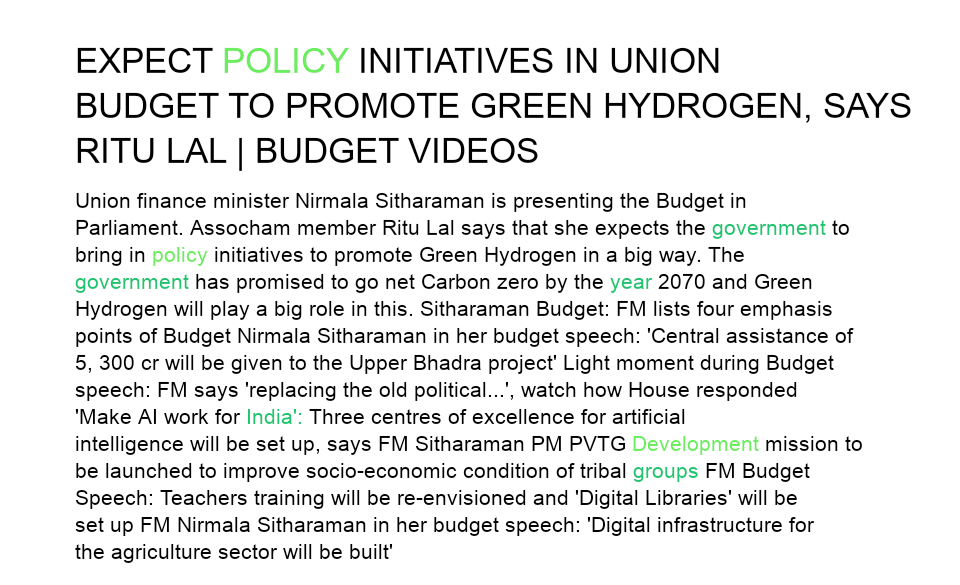 EXPECT POLICY INITIATIVES IN UNION
BUDGET TO PROMOTE GREEN HYDROGEN, SAYS
RITU LAL | BUDGET VIDEOS
Union finance minister Nirmala Sitharaman is presenting the Budget in
Parliament. Assocham member Ritu Lal says that she expects the government to
bring in policy initiatives to promote Green Hydrogen in a big way. The
government has promised to go net Carbon zero by the year 2070 and Green
Hydrogen will play a big role in this. Sitharaman Budget: FM lists four emphasis
points of Budget Nirmala Sitharaman in her budget speech: 'Central assistance of
5, 300 cr will be given to the Upper Bhadra project' Light moment during Budget
speech: FM says 'replacing the old political...', watch how House responded
'Make AI work for India': Three centres of excellence for artificial
intelligence will be set up, says FM Sitharaman PM PVTG Development mission to
be launched to improve socio-economic condition of tribal groups FM Budget
Speech: Teachers training will be re-envisioned and 'Digital Libraries' will be
set up FM Nirmala Sitharaman in her budget speech: 'Digital infrastructure for
the agriculture sector will be built'